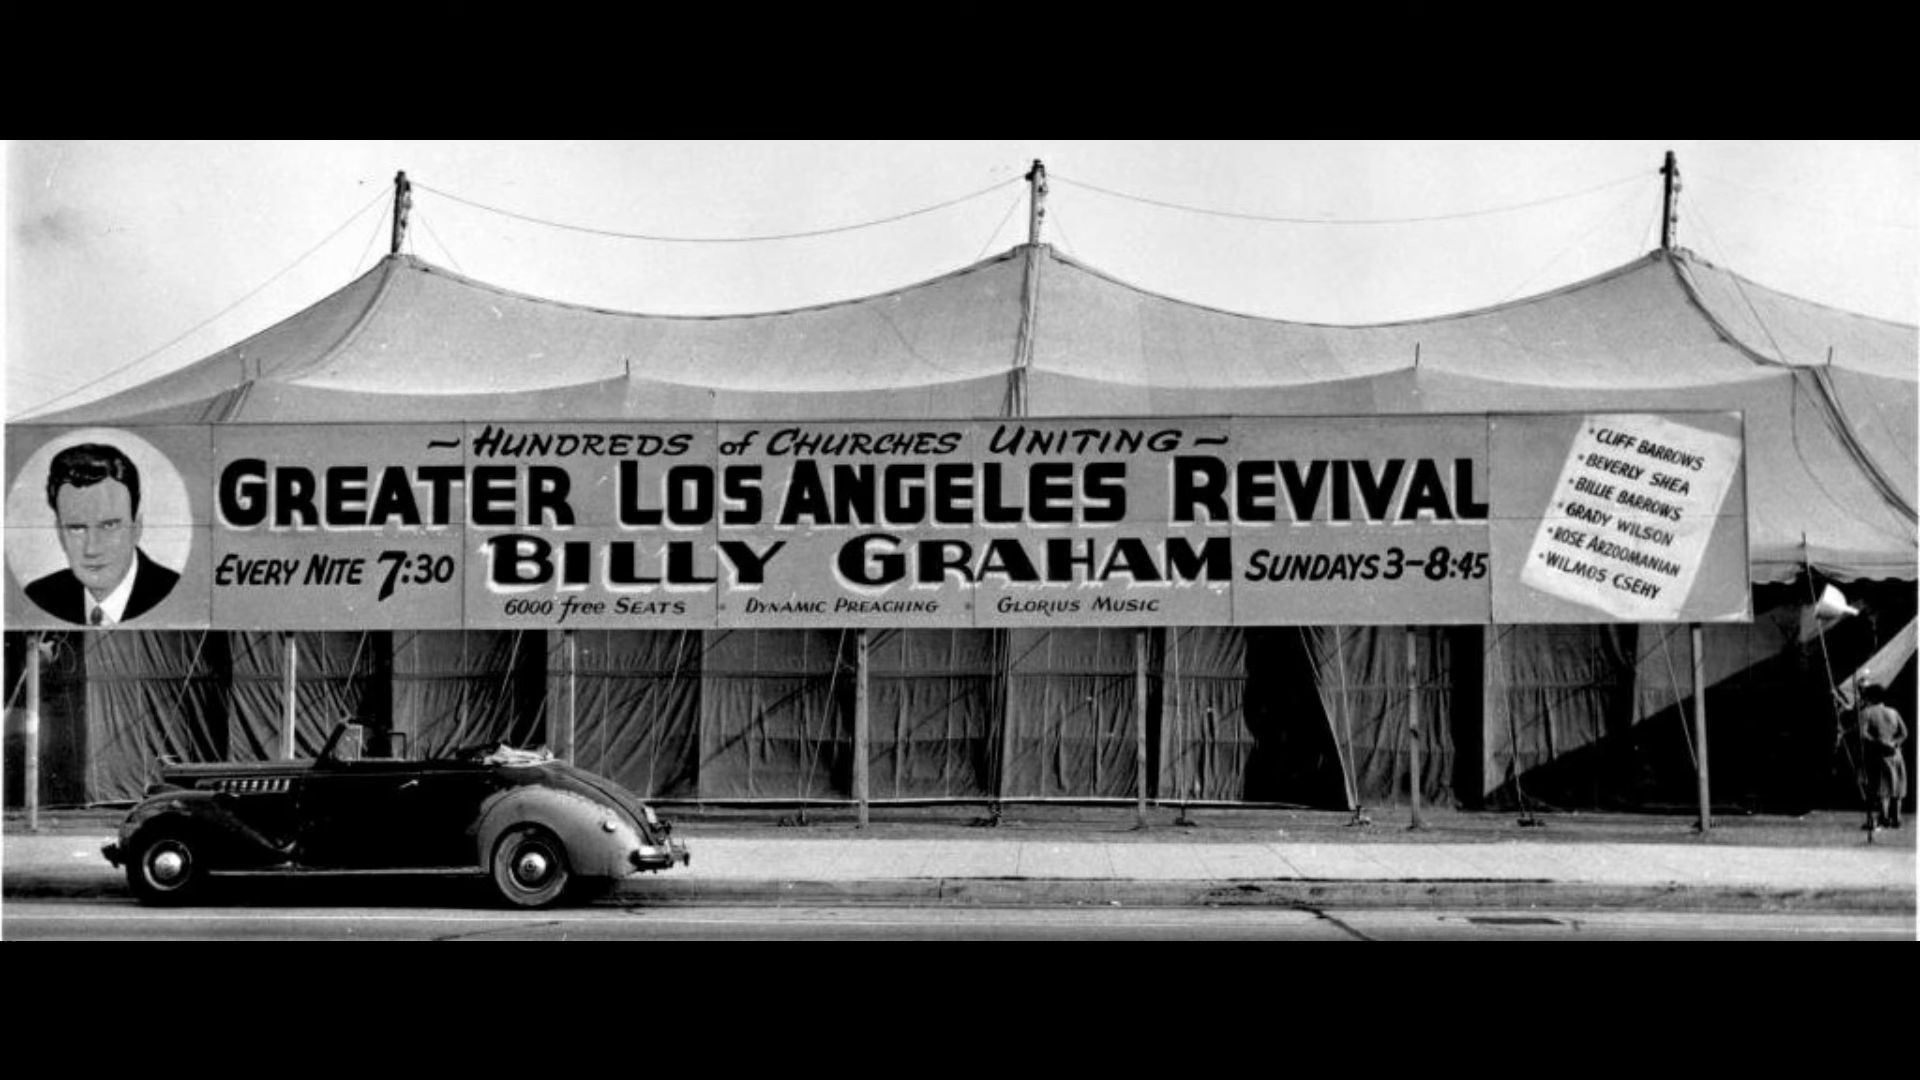 ~ HUNDREDS of CHURCHES UNITING ~
GREATER LOS ANGELES REVIVAL
EVERY NITE 7:30
BILLY GRAHAM
SUNDAYS 3-8:45
6000 free SEATS • DYNAMIC PREACHING • GLORIUS MUSIC
• CLIFF BARROWS
• BEVERLY SHEA
• BILLIE BARROWS
• GRADY WILSON
• ROSE ARZOOMANIAN
• WILMOS CSEHY